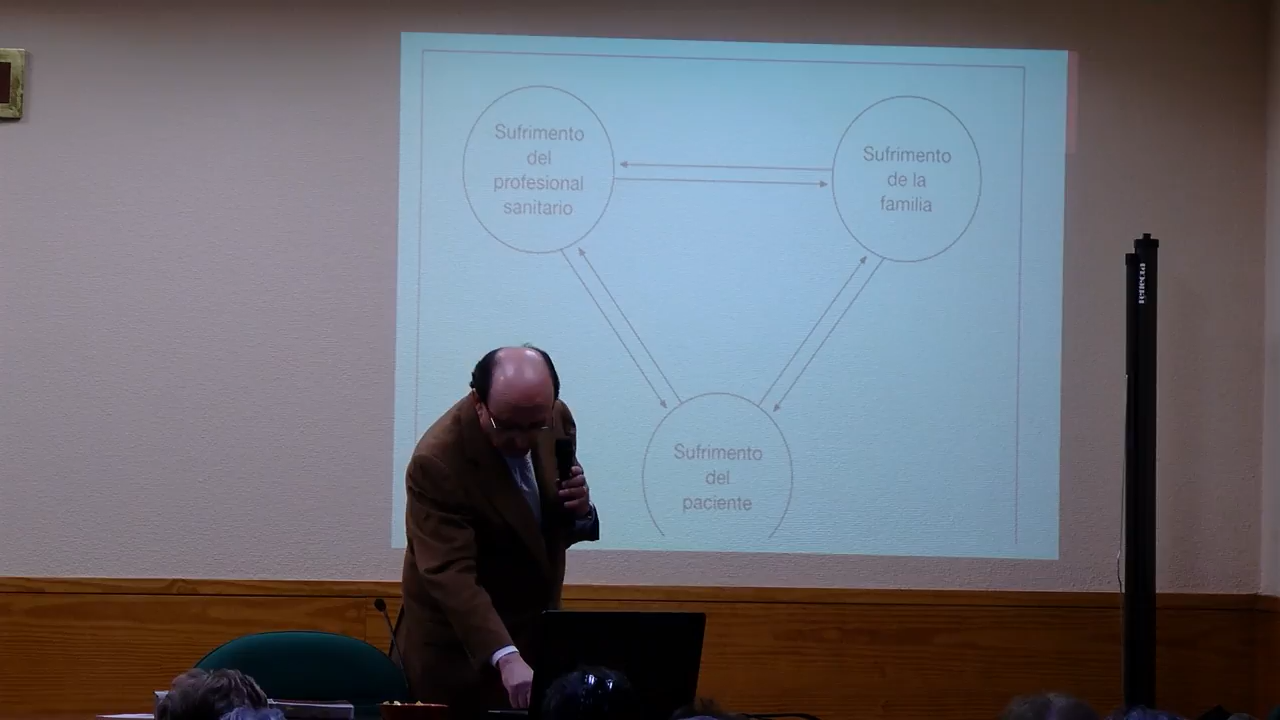 Sufrimento
del
profesional
sanitario
Sufrimento
de la
familia
Sufrimento
del
paciente